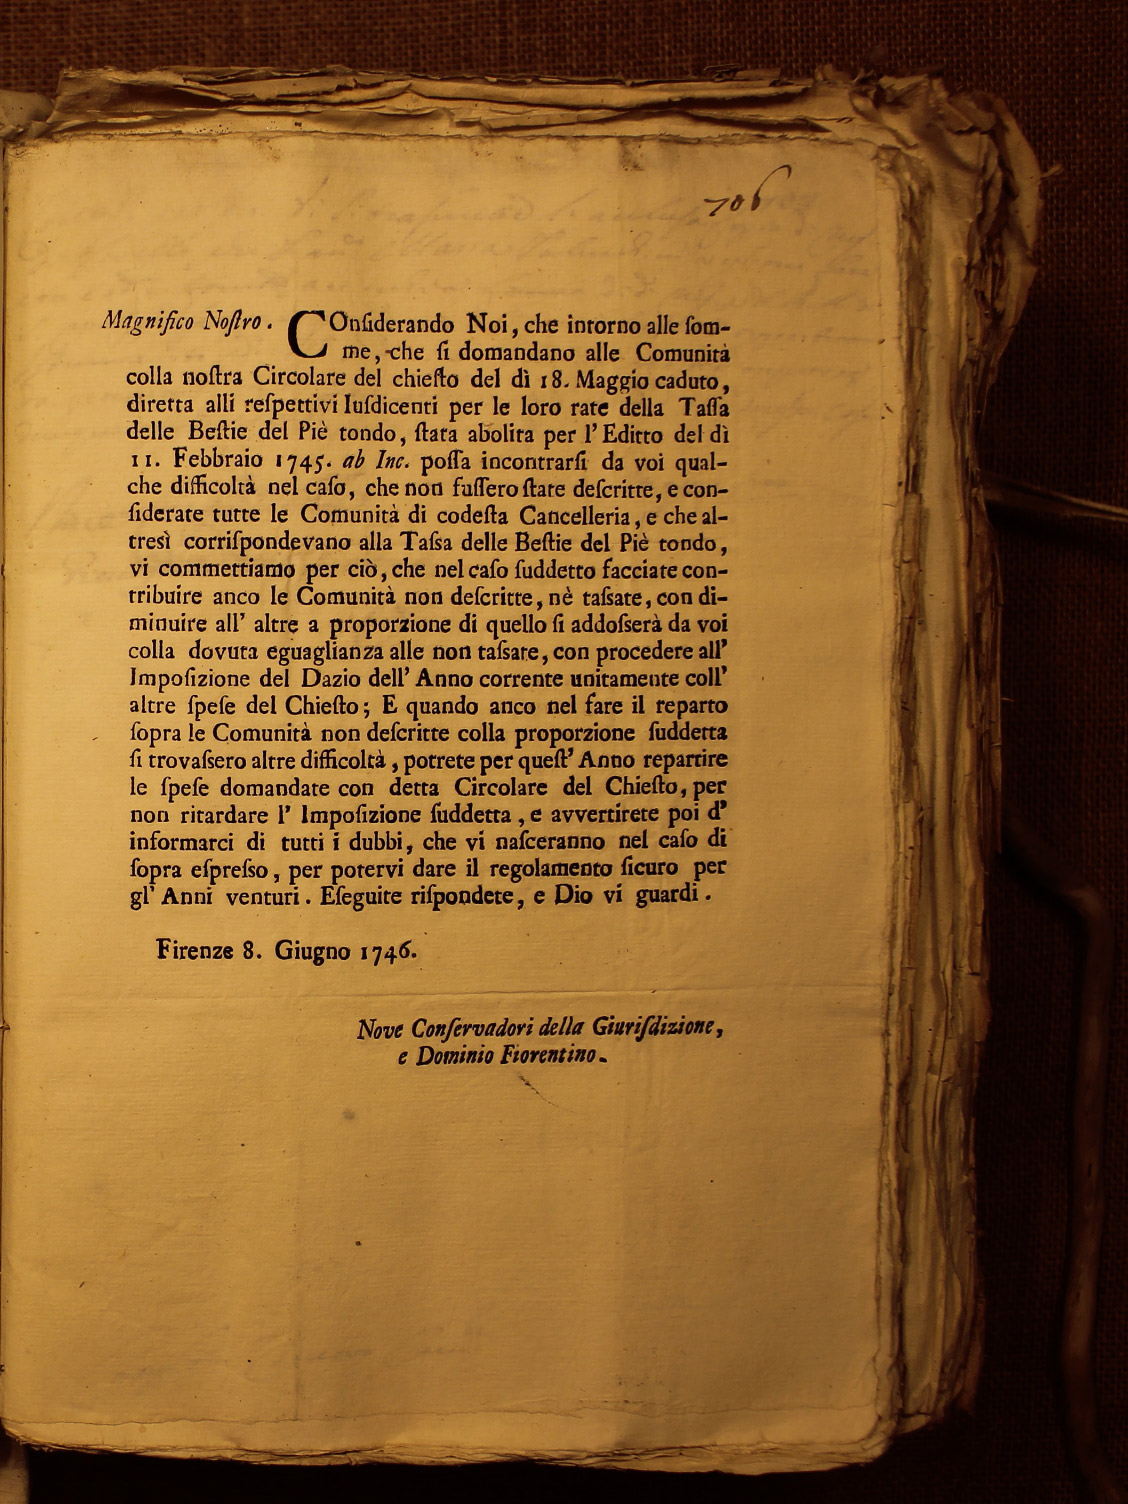 706
Magnifico Noſtro. COnſiderando Noi, che intorno alle ſom-
me, che ſi domandano alle Comunità
colla noſtra Circolare del chieſto del dì 18. Maggio caduto,
diretta alli reſpettivi Iuſdicenti per le loro rate della Taſſa
delle Beſtie del Piè tondo, ſtata abolita per l'Editto del dì
11. Febbraio 1745. ab Inc. poſſa incontrarſi da voi qual-
che difficoltà nel caſo, che non fuſſero ſtate deſcritte, e con-
ſiderate tutte le Comunità di codeſta Cancelleria, e che al-
tresì corriſpondevano alla Taſsa delle Beſtie del Piè tondo,
vi commettiamo per ciò, che nel caſo ſuddetto facciate con-
tribuire anco le Comunità non deſcritte, nè taſsate, con di-
minuire all' altre a proporzione di quello ſi addoſserà da voi
colla dovuta eguaglianza alle non taſsate, con procedere all'
Impoſizione del Dazio dell' Anno corrente unitamente coll'
altre ſpeſe del Chieſto; E quando anco nel fare il reparto
ſopra le Comunità non deſcritte colla proporzione ſuddetta
ſi trovaſsero altre difficoltà, potrete per queſt' Anno repartire
le ſpeſe domandate con detta Circolare del Chieſto, per
non ritardare l' Impoſizione ſuddetta, e avvertirete poi d'
informarci di tutti i dubbi, che vi naſceranno nel caſo di
ſopra eſpreſso, per potervi dare il regolamento ſicuro per
gl' Anni venturi. Eſeguite riſpondete, e Dio vi guardi.
Firenze 8. Giugno 1746.
Nove Conſervadori della Giuriſdizione,
e Dominio Fiorentino.